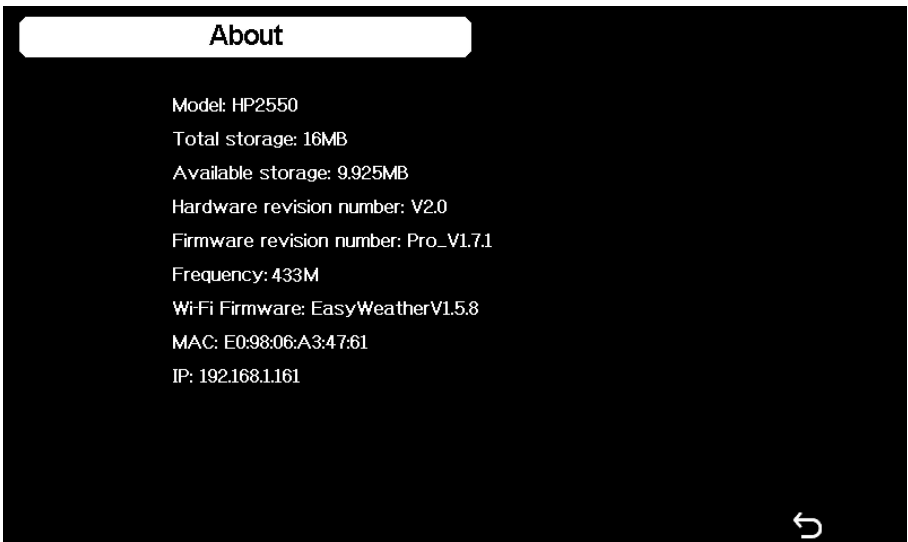 About
Model: HP2550
Total storage: 16MB
Available storage: 9.925MB
Hardware revision number: V2.0
Firmware revision number: Pro_V1.7.1
Frequency: 433M
Wi-Fi Firmware: EasyWeatherV1.5.8
MAC: E0:98:06:A3:47:61
IP: 192.168.1.161